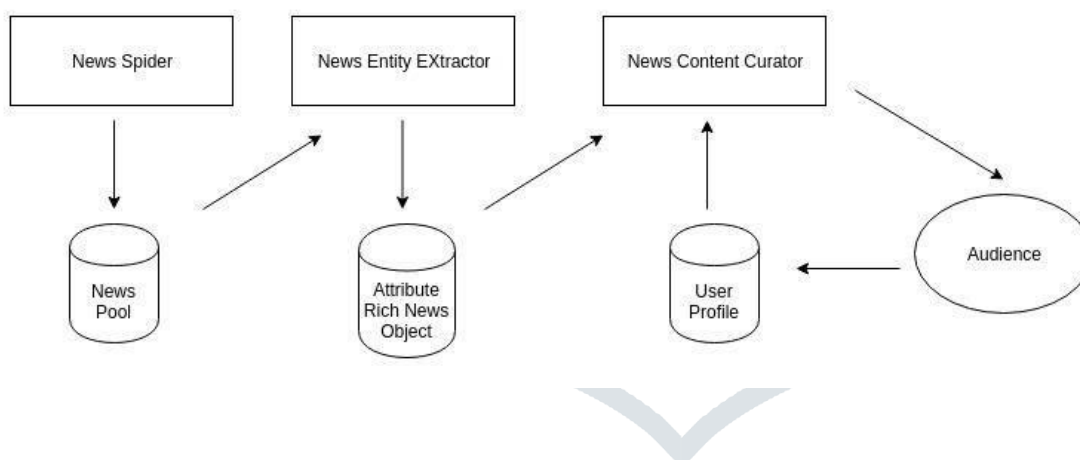 News Spider
News Entity EXtractor
News Content Curator
News
Pool
Attribute
Rich News
Object
User
Profile
Audience